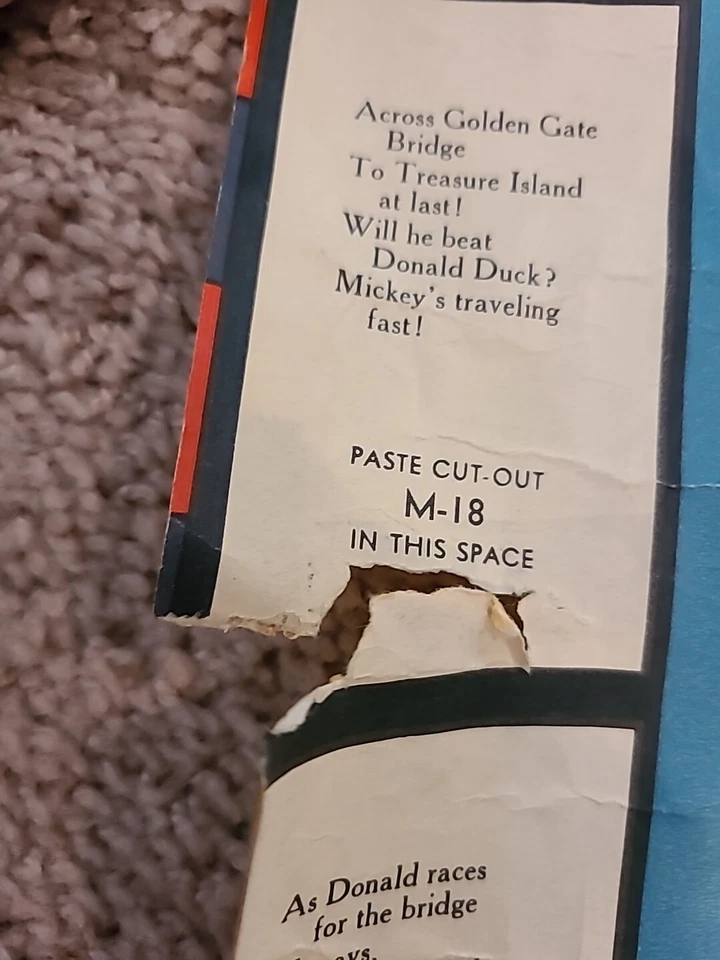 Across Golden Gate
Bridge
To Treasure Island
at last!
Will he beat
Donald Duck?
Mickey's traveling
fast!
PASTE CUT-OUT
M-18
IN THIS SPACE
As Donald races
for the bridge